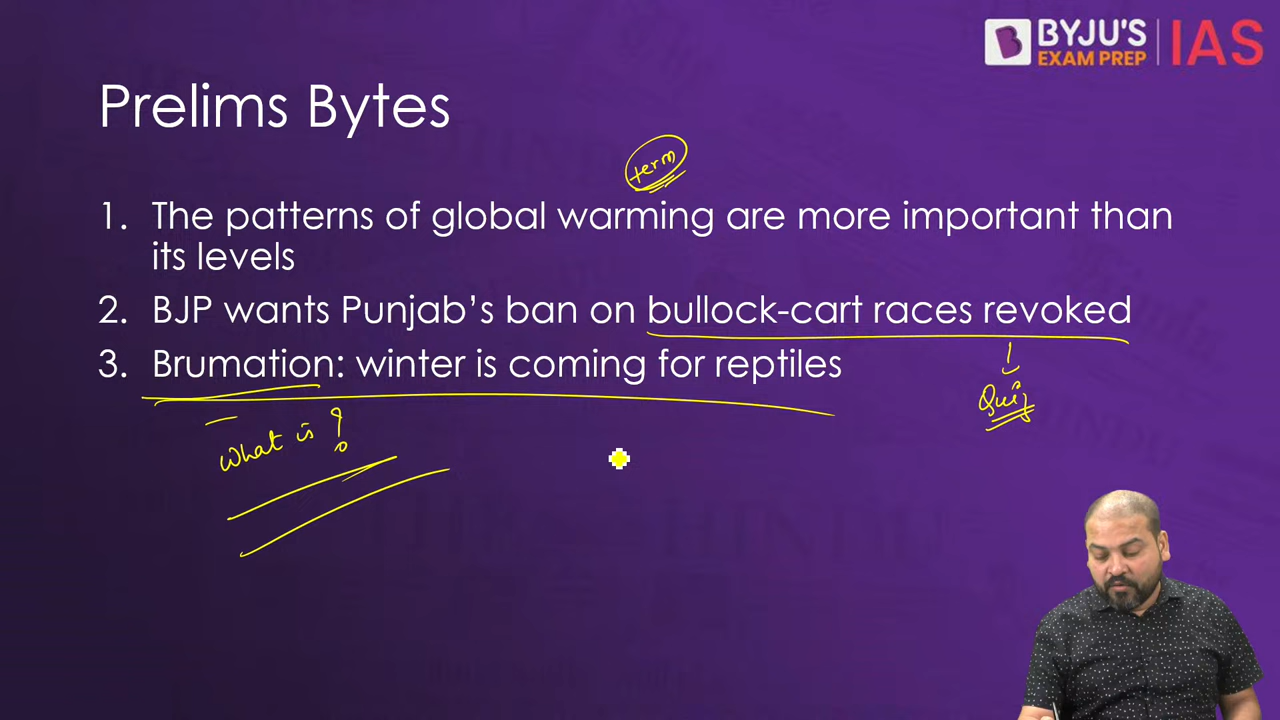 BYJU'S
EXAM PREP
IAS
Prelims Bytes
term
1. The patterns of global warming are more important than
its levels
2. BJP wants Punjab's ban on bullock-cart races revoked
3. Brumation: winter is coming for reptiles
Quiz
What is ?